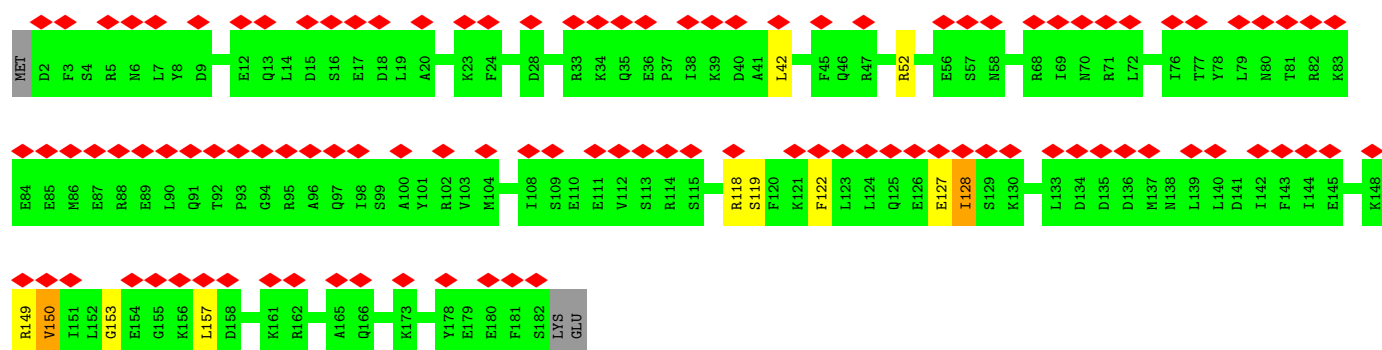 MET D2 F3 S4 R5 N6 L7 Y8 D9 E12 Q13 L14 D15 S16 E17 D18 L19 A20 K23 F24 D28 R33 K34 Q35 E36 P37 I38 K39 D40 A41 L42 F45 Q46 R47 R52 E56 S57 N58 R68 I69 N70 R71 L72 I76 T77 Y78 L79 N80 T81 R82 K83
E84 E85 M86 E87 R88 E89 L90 Q91 T92 P93 G94 R95 A96 Q97 I98 S99 A100 Y101 R102 V103 M104 I108 S109 E110 E111 V112 S113 R114 S115 R118 S119 F120 K121 F122 L123 L124 Q125 E126 E127 I128 S129 K130 L133 D134 D135 D136 M137 N138 L139 L140 D141 I142 F143 I144 E145 K148
R149 V150 I151 L152 G153 E154 G155 K156 L157 D158 K161 R162 A165 Q166 K173 Y178 E179 E180 F181 S182 LYS GLU